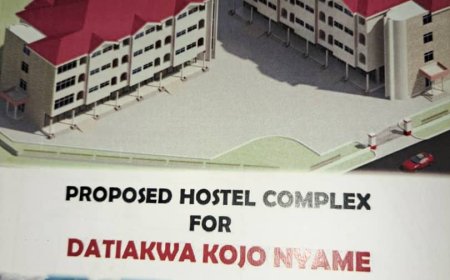 PROPOSED HOSTEL COMPLEX
FOR
DATIAKWA KOJO NYAME